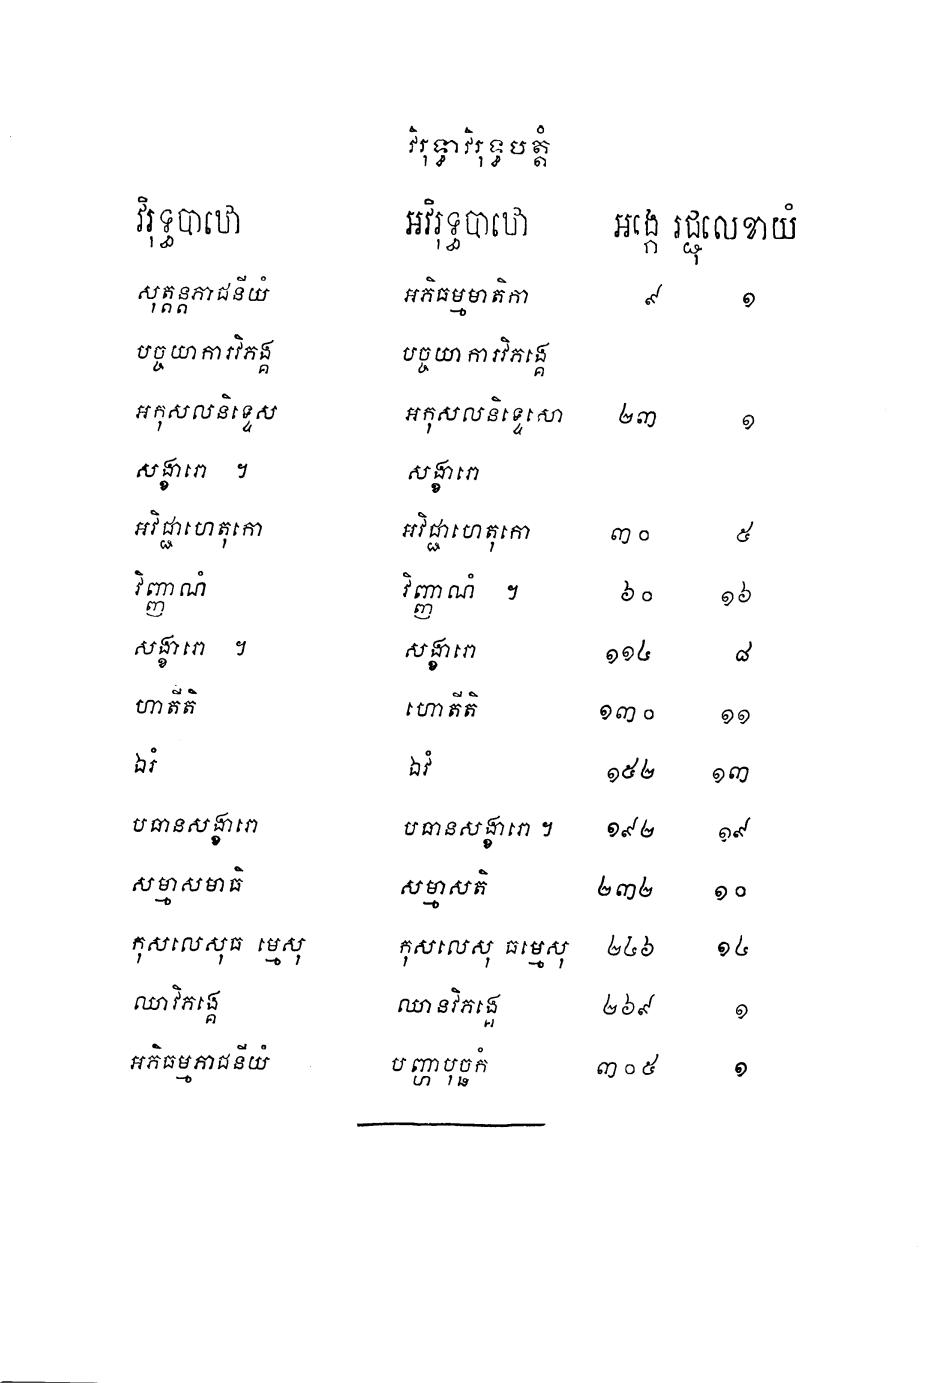 វិរុទ្ធាវិរុទ្ធបត្តំ
វិរុទ្ធបាឋោ អវិរុទ្ធបាឋោ អង្កេ រជ្ជុលេខាយំ
សុត្តន្តភាជនីយំ អភិធម្មមាតិកា ៩ ១
បច្ចយាការវិភង្គ បច្ចយាការវិភង្គេ
អកុសលនិទ្ទេស អកុសលនិទ្ទេសោ ២៣ ១
សង្ខារោ ។ សង្ខារោ
អវិជ្ជាហេតុកោ អវិជ្ជាហេតុកោ ៣០ ៥
វិញ្ញាណំ វិញ្ញាណំ ។ ៦០ ១៦
សង្ខារោ ។ សង្ខារោ ១១៤ ៨
ហាតីតិ ហោតីតិ ១៣០ ១១
ឯវំ ឯវំ ១៥២ ១៣
បធានសង្ខារោ បធានសង្ខារោ ។ ១៩២ ១៩
សម្មាសមាធិ សម្មាសតិ ២៣២ ១០
កុសលេសុធ ម្មេសុ កុសលេសុ ធម្មេសុ ២៤៦ ១៤
ឈាវិភង្គេ ឈានវិភង្គេ ២៦៩ ១
អភិធម្មភាជនីយំ បញ្ហាបុច្ឆកំ ៣០៥ ១